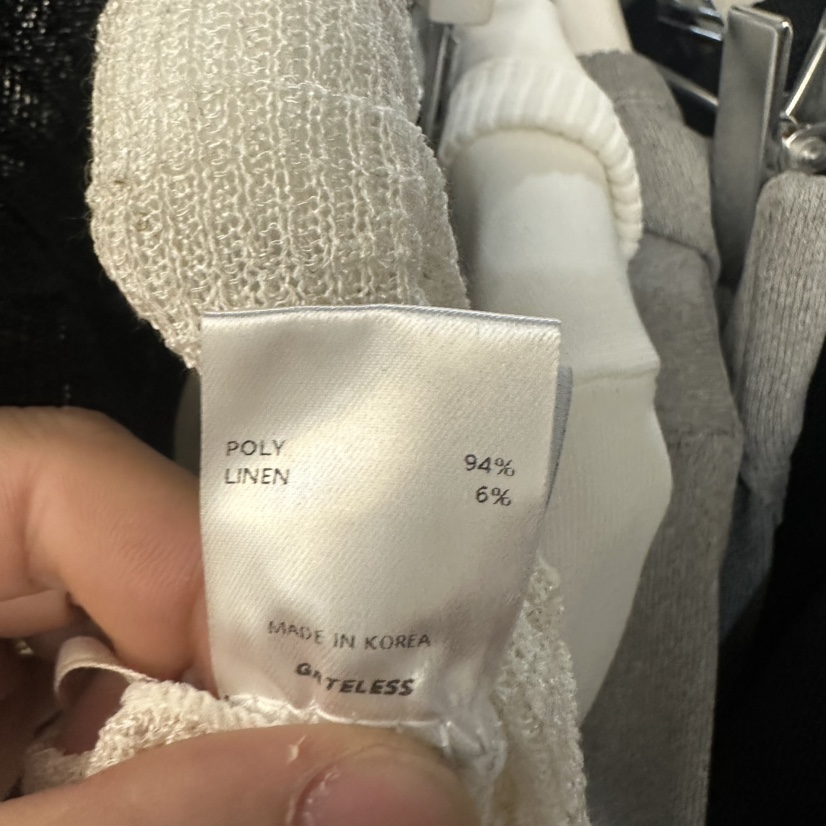 POLY 94%
LINEN 6%
MADE IN KOREA
GATELESS